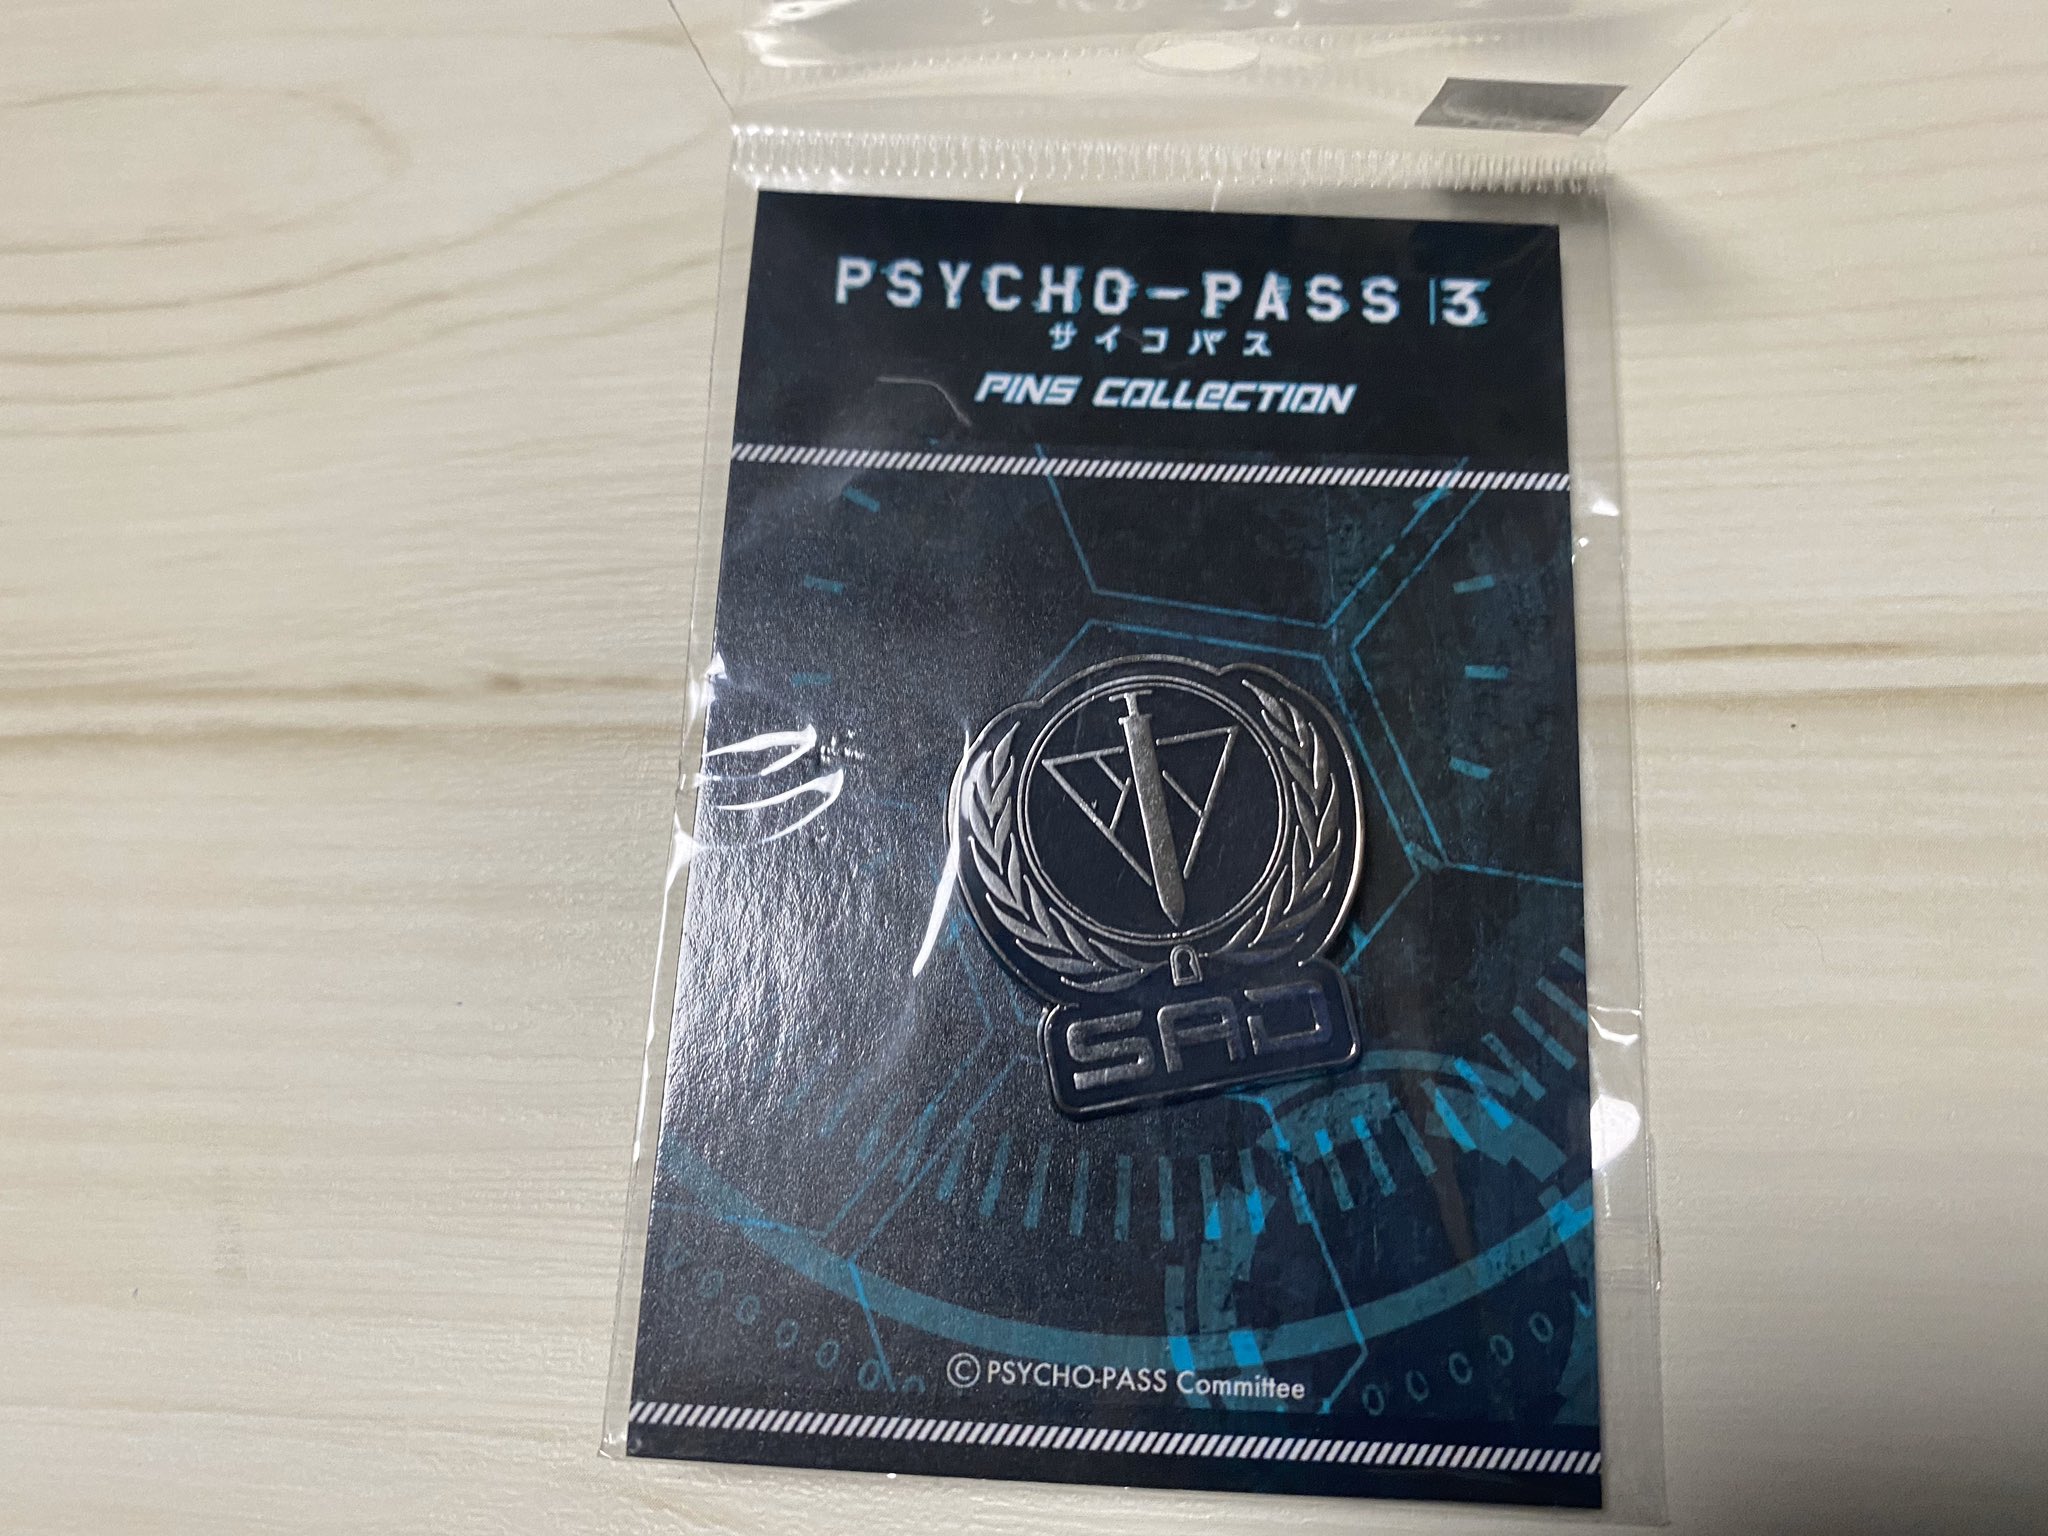 PSYCHO-PASS 3
サイコパス
PINS COLLECTION
SAD
© PSYCHO-PASS Committee